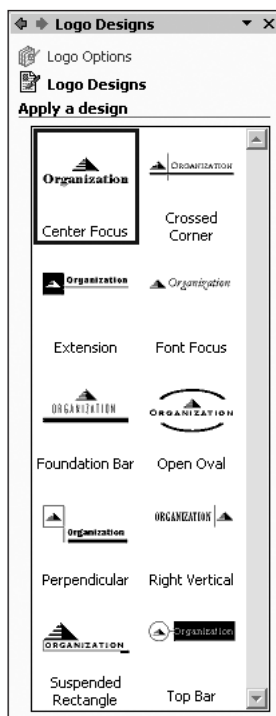 Logo Designs
Logo Options
Logo Designs
Apply a design
Organization
ORGANIZATION
Center Focus
Crossed
Corner
Organization
Organization
Extension
Font Focus
ORGANIZATION
ORGANIZATION
Foundation Bar
Open Oval
Organization
ORGANIZATION
Perpendicular
Right Vertical
ORGANIZATION
Organization
Suspended
Rectangle
Top Bar